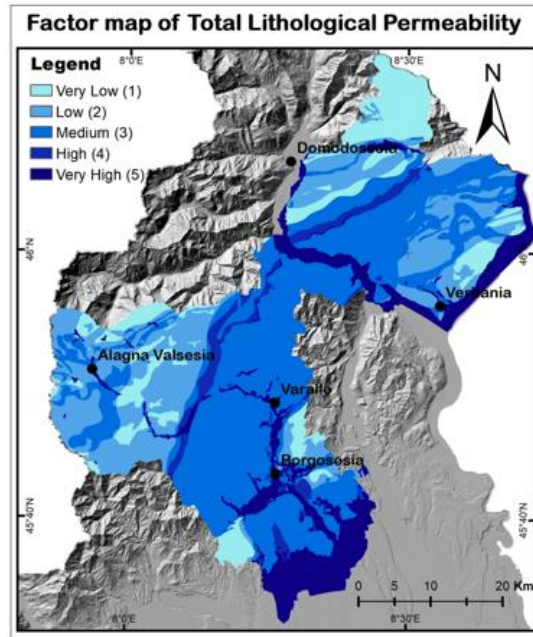 Factor map of Total Lithological Permeability
8°0'E
8°30'E
Legend
Very Low (1)
Low (2)
Medium (3)
High (4)
Very High (5)
N
Domodossola
46°N
46°N
Verbania
Alagna Valsesia
Varallo
Borgosesia
45°40'N
45°40'N
0 5 10 20 Km
8°0'E
8°30'E